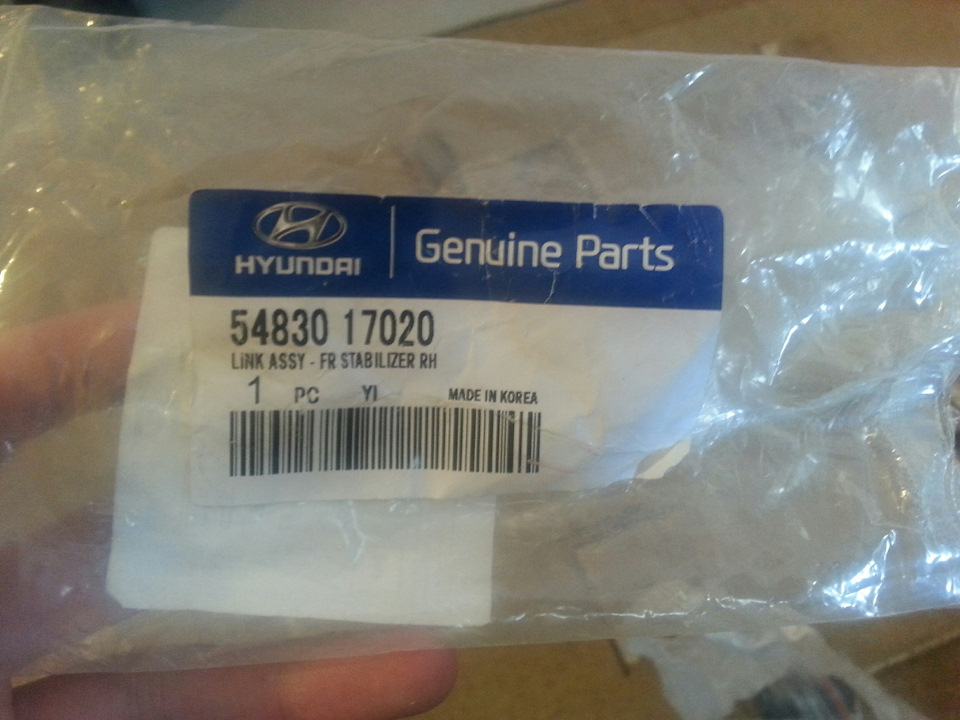 HYUNDAI
Genuine Parts
54830 17020
LINK ASSY - FR STABILIZER RH
1 PC YI MADE IN KOREA